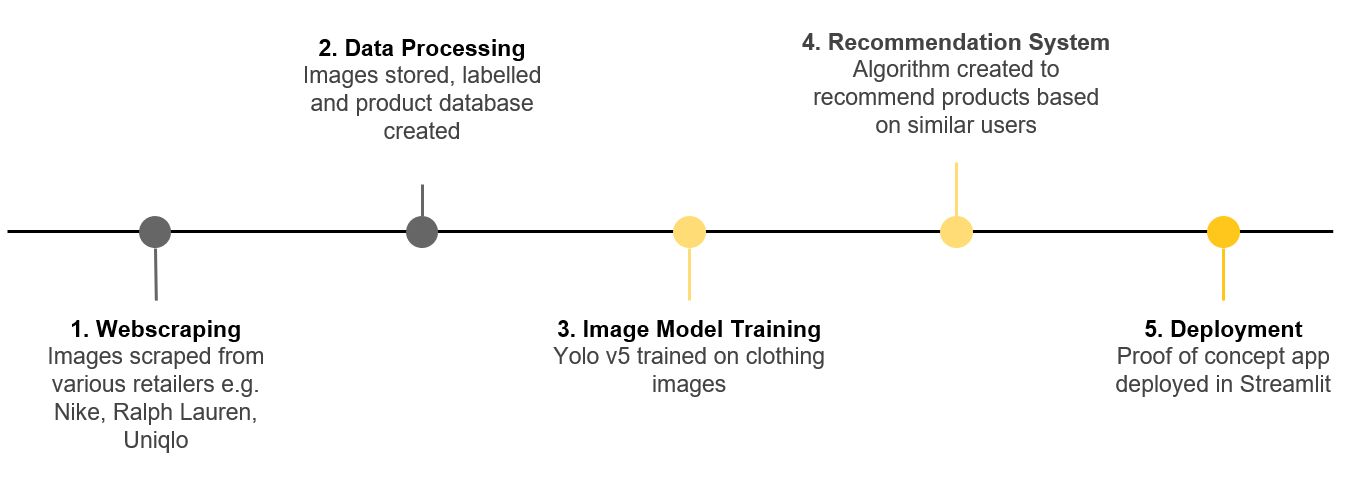 1. Webscraping
Images scraped from
various retailers e.g.
Nike, Ralph Lauren,
Uniqlo
2. Data Processing
Images stored, labelled
and product database
created
3. Image Model Training
Yolo v5 trained on clothing
images
4. Recommendation System
Algorithm created to
recommend products based
on similar users
5. Deployment
Proof of concept app
deployed in Streamlit